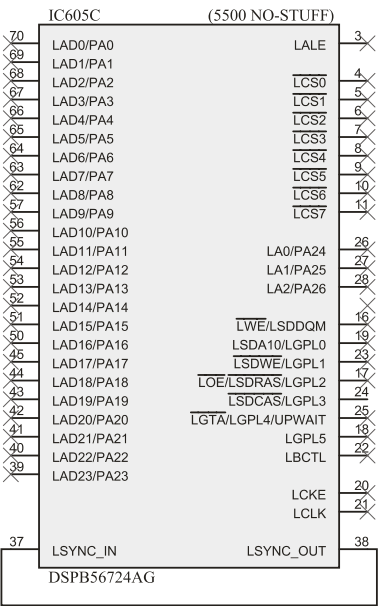 IC605C (5500 NO-STUFF)
70 LAD0/PA0 LALE 3
69 LAD1/PA1
68 LAD2/PA2 LCS0 4
67 LAD3/PA3 LCS1 5
66 LAD4/PA4 LCS2 6
65 LAD5/PA5 LCS3 7
64 LAD6/PA6 LCS4 8
63 LAD7/PA7 LCS5 9
62 LAD8/PA8 LCS6 10
57 LAD9/PA9 LCS7 11
56 LAD10/PA10
55 LAD11/PA11 LA0/PA24 26
54 LAD12/PA12 LA1/PA25 27
53 LAD13/PA13 LA2/PA26 28
52 LAD14/PA14
51 LAD15/PA15 LWE/LSDDQM 16
50 LAD16/PA16 LSDA10/LGPL0 19
45 LAD17/PA17 LSDWE/LGPL1 23
44 LAD18/PA18 LOE/LSDRAS/LGPL2 17
43 LAD19/PA19 LSDCAS/LGPL3 24
42 LAD20/PA20 LGTA/LGPL4/UPWAIT 25
41 LAD21/PA21 LGPL5 18
40 LAD22/PA22 LBCTL 22
39 LAD23/PA23
LCKE 20
LCLK 21
37 LSYNC_IN LSYNC_OUT 38
DSPB56724AG